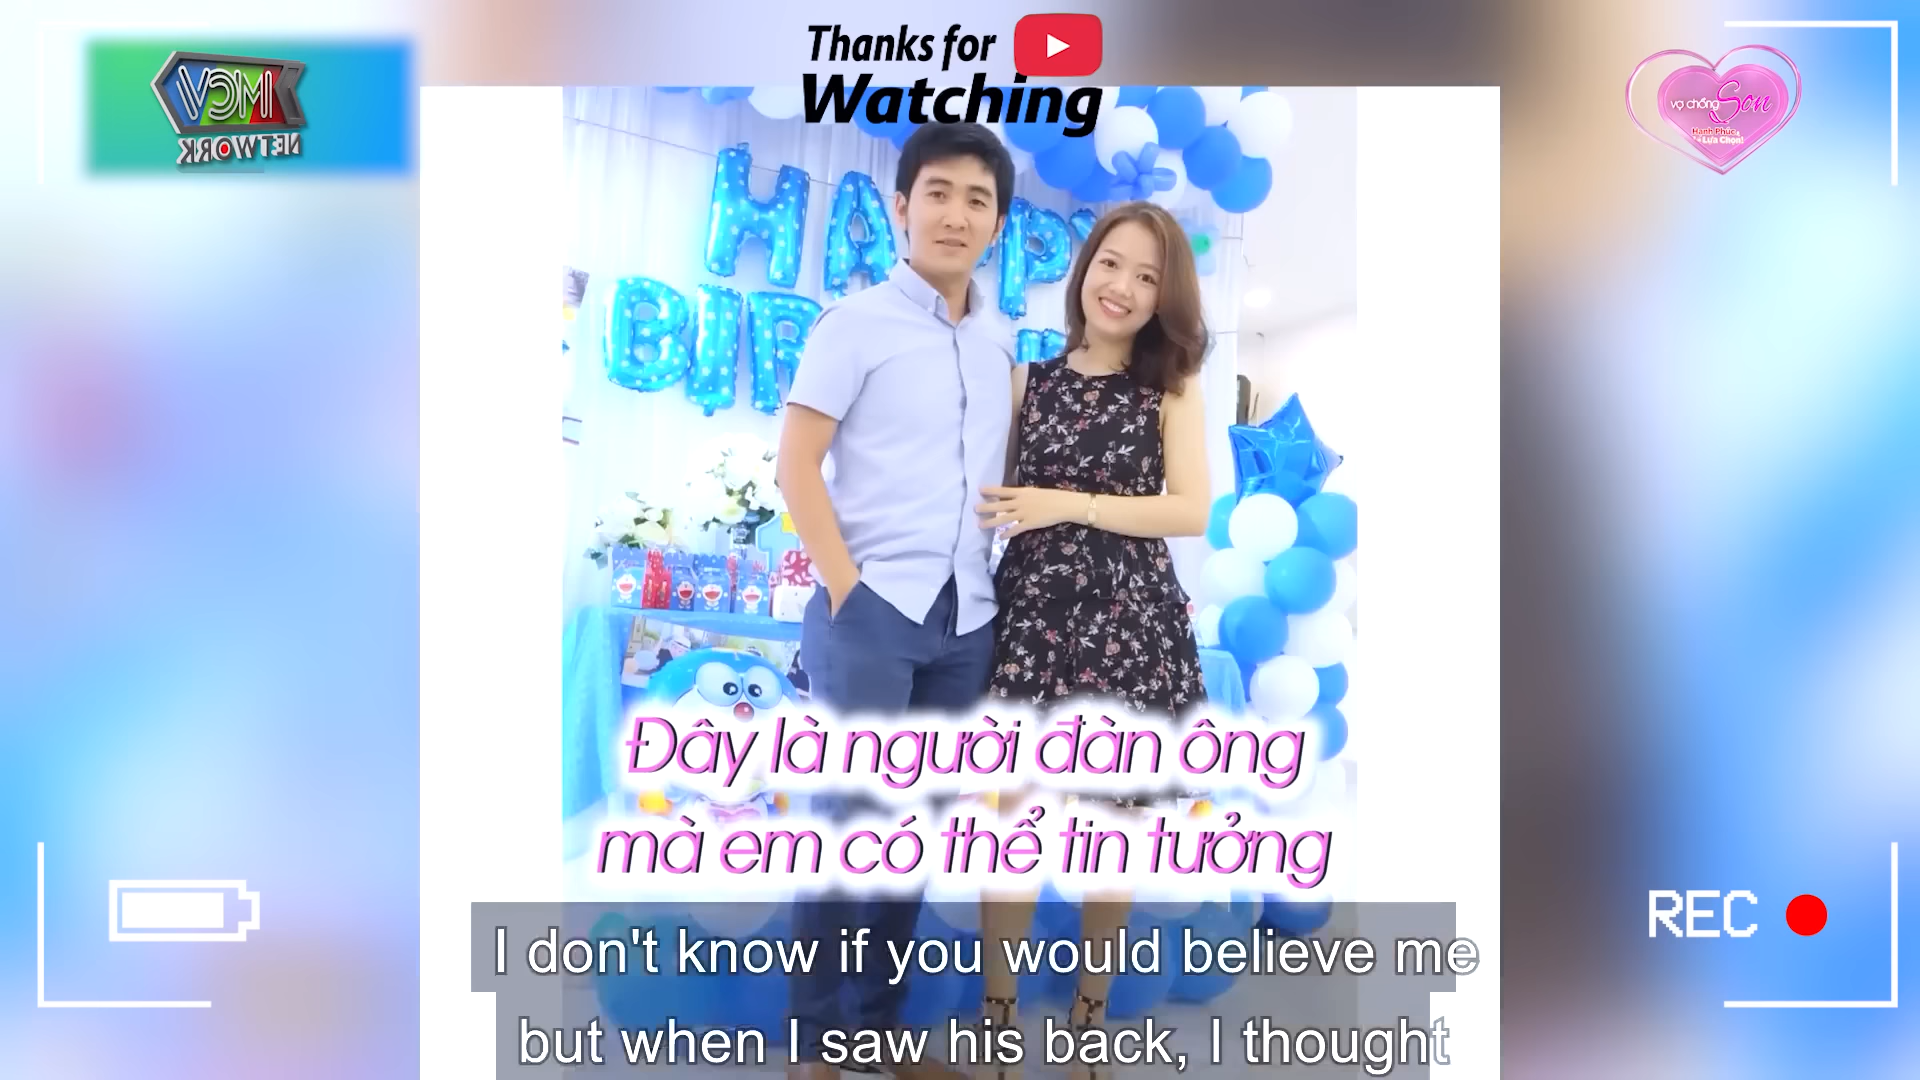 Thanks for
Watching
VCM MCV
NETWORK
vợ chồng Son
Hạnh Phúc
Lựa Chọn!
HAPPY
BIR
Đây là người đàn ông
mà em có thể tin tưởng
I don't know if you would believe me
but when I saw his back, I thought
REC